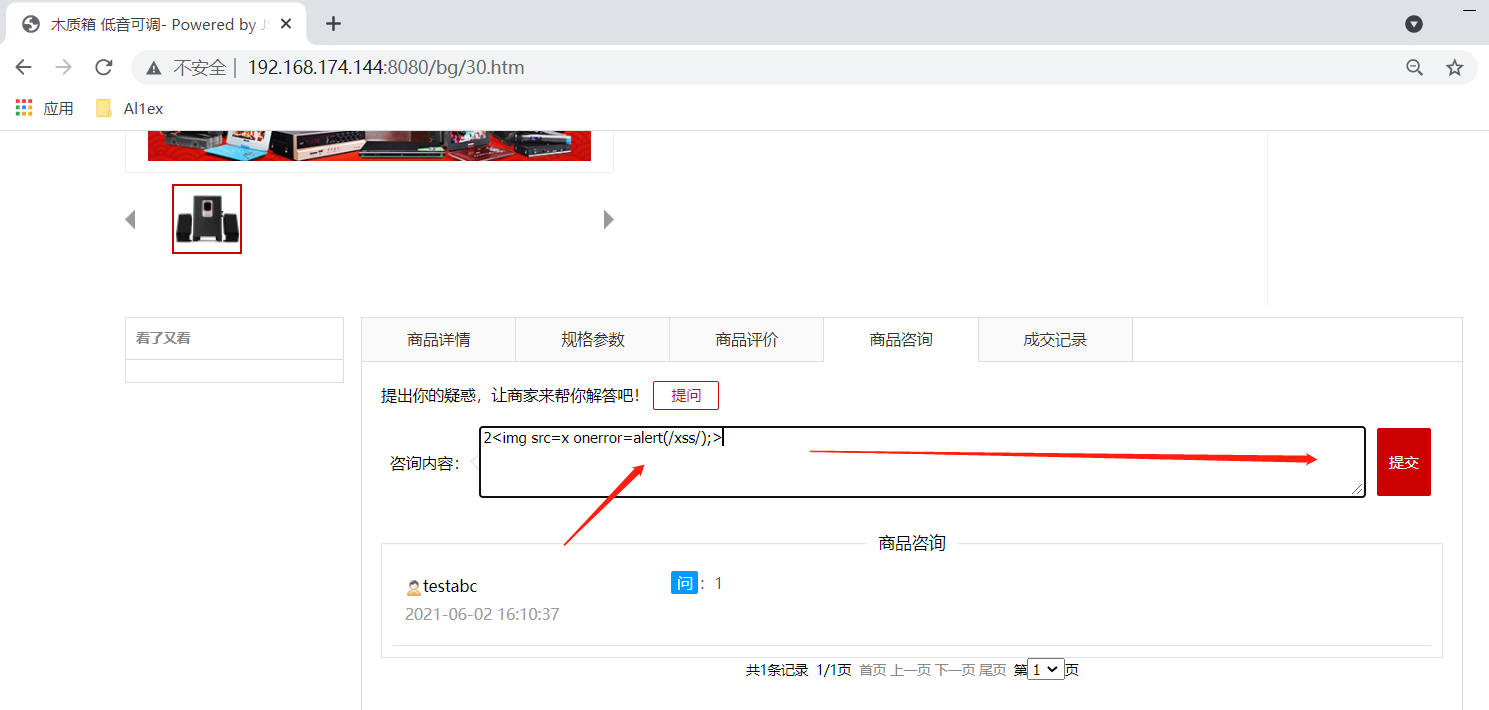 木质箱 低音可调- Powered by J
不安全 | 192.168.174.144:8080/bg/30.htm
应用 Al1ex
看了又看
商品详情 规格参数 商品评价 商品咨询 成交记录
提出你的疑惑，让商家来帮你解答吧！ 提问
咨询内容： 2<img src=x onerror=alert(/xss/);> 提交
商品咨询
testabc 问：1
2021-06-02 16:10:37
共1条记录 1/1页 首页 上一页 下一页 尾页 第1页